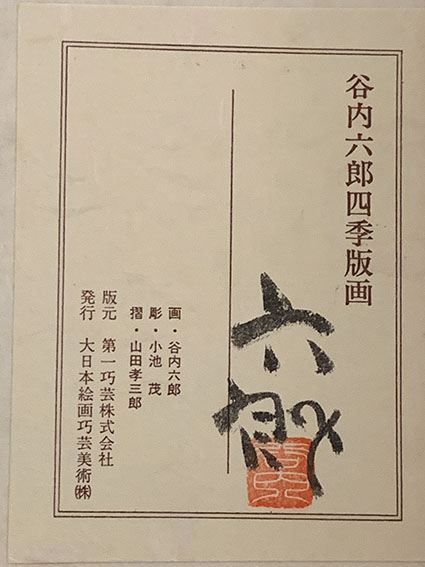 谷内六郎四季版画
六郎
画・谷内六郎
彫・小池 茂
摺・山田孝三郎
版元 第一巧芸株式会社
発行 大日本絵画巧芸美術㈱